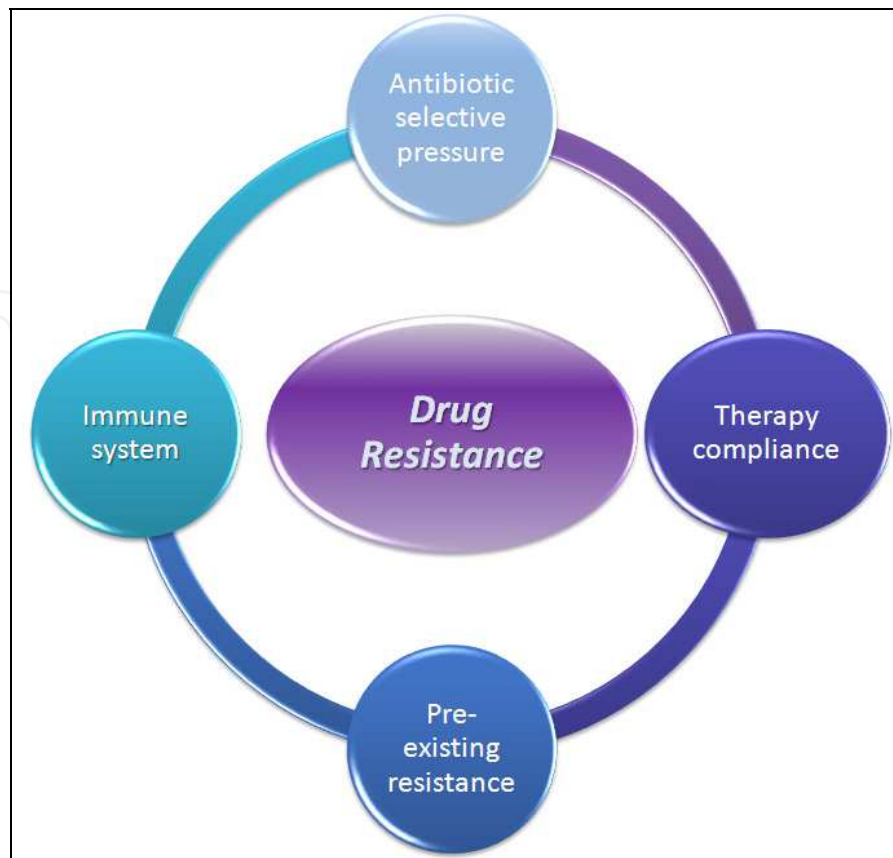 Antibiotic
selective
pressure
Immune
system
Drug
Resistance
Therapy
compliance
Pre-
existing
resistance